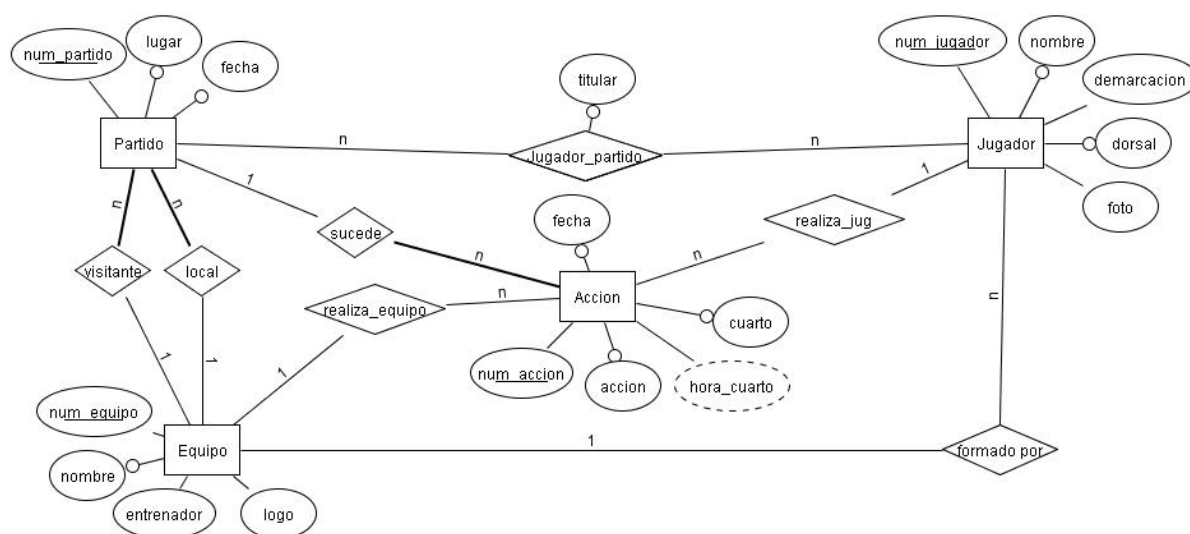 num_partido
lugar
fecha
Partido
n
titular
Jugador_partido
n
num_jugador
nombre
demarcacion
dorsal
foto
Jugador
1
sucede
n
1
realiza_jug
n
fecha
Accion
cuarto
hora_cuarto
accion
num_accion
n
realiza_equipo
1
n
n
visitante
local
1
1
num_equipo
nombre
entrenador
logo
Equipo
1
formado por
n